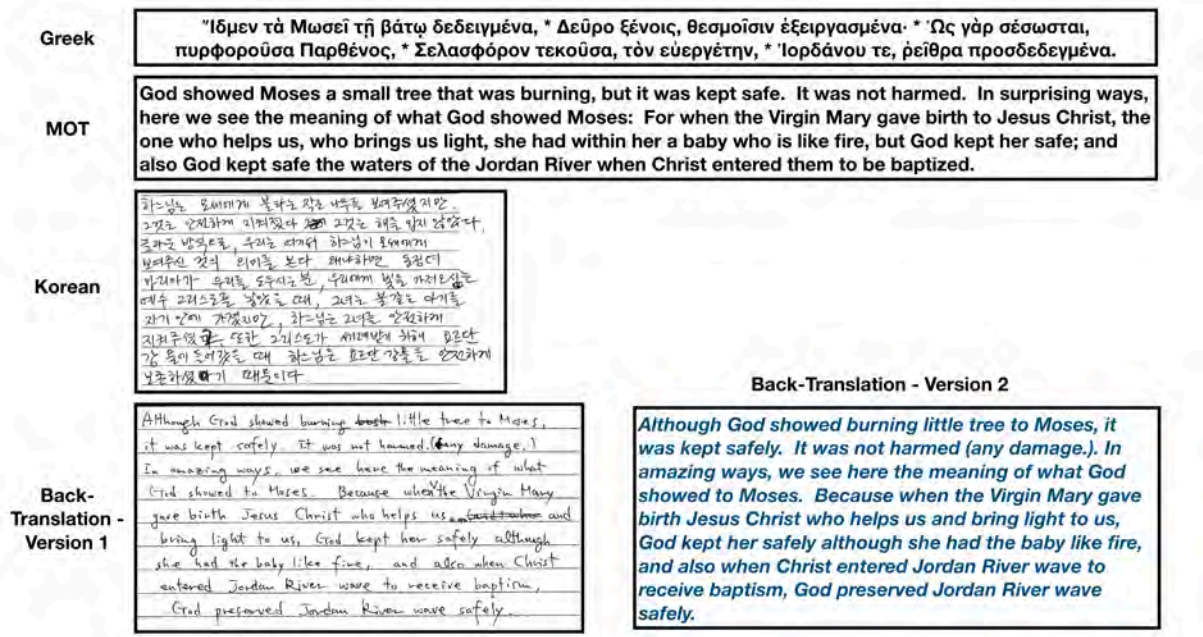 Greek
Ἴδμεν τὰ Μωσεῖ τῇ βάτῳ δεδειγμένα, * Δεῦρο ξένοις, θεσμοῖσιν ἐξειργασμένα· * Ὡς γὰρ σέσωσται,
πυρφοροῦσα Παρθένος, * Σελασφόρον τεκοῦσα, τὸν εὐεργέτην, * Ἰορδάνου τε, ῥεῖθρα προσδεδεγμένα.
MOT
God showed Moses a small tree that was burning, but it was kept safe. It was not harmed. In surprising ways,
here we see the meaning of what God showed Moses: For when the Virgin Mary gave birth to Jesus Christ, the
one who helps us, who brings us light, she had within her a baby who is like fire, but God kept her safe; and
also God kept safe the waters of the Jordan River when Christ entered them to be baptized.
Korean
하느님은 모세에게 불타는 작은 나무를 보여주셨지만
그것은 안전하게 지켜졌다 그것은 해를 입지 않았다.
놀라운 방식으로, 우리는 여기서 하느님이 모세에게
보여주신 것의 의미를 본다 왜냐하면 동정녀
마리아가 우리를 도우시는 분, 우리에게 빛을 가져오시는
예수 그리스도를 낳았을 때, 그녀는 불같은 아기를
자기 안에 가졌지만, 하느님은 그녀를 안전하게
지켜주셨고, 또한 그리스도가 세례받기 위해 요르단
강 물에 들어갔을 때 하느님은 요르단 강물을 안전하게
보존하셨기 때문이다
Back-
Translation -
Version 1
Although God showed burning little tree to Moses,
it was kept safely. It was not harmed. (any damage.)
In amazing ways, we see here the meaning of what
God showed to Moses. Because when the Virgin Mary
gave birth Jesus Christ who helps us and
bring light to us, God kept her safely although
she had the baby like fire, and also when Christ
entered Jordan River wave to receive baptism,
God preserved Jordan River wave safely.
Back-Translation - Version 2
Although God showed burning little tree to Moses, it
was kept safely. It was not harmed (any damage.). In
amazing ways, we see here the meaning of what God
showed to Moses. Because when the Virgin Mary gave
birth Jesus Christ who helps us and bring light to us,
God kept her safely although she had the baby like fire,
and also when Christ entered Jordan River wave to
receive baptism, God preserved Jordan River wave
safely.